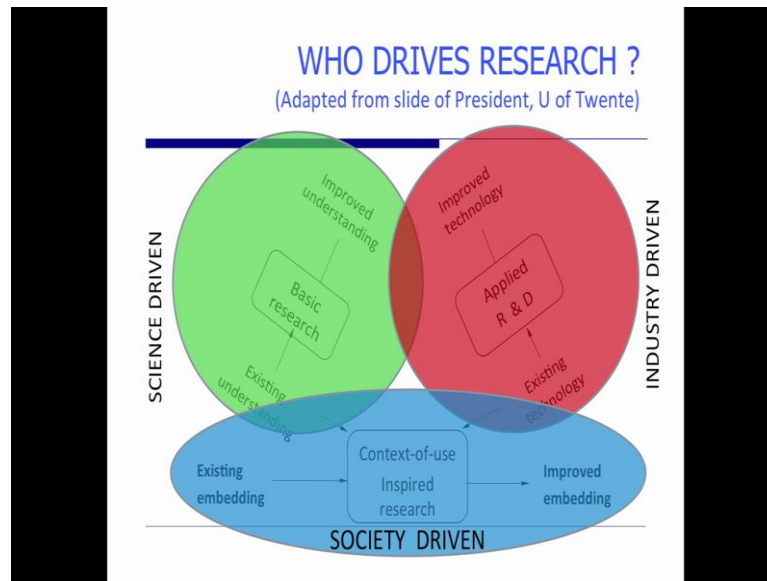 WHO DRIVES RESEARCH ?
(Adapted from slide of President, U of Twente)
SCIENCE DRIVEN
Improved
understanding
Basic
research
Existing
understanding
Improved
technology
Applied
R & D
Existing
technology
INDUSTRY DRIVEN
Existing
embedding
Context-of-use
Inspired
research
Improved
embedding
SOCIETY DRIVEN